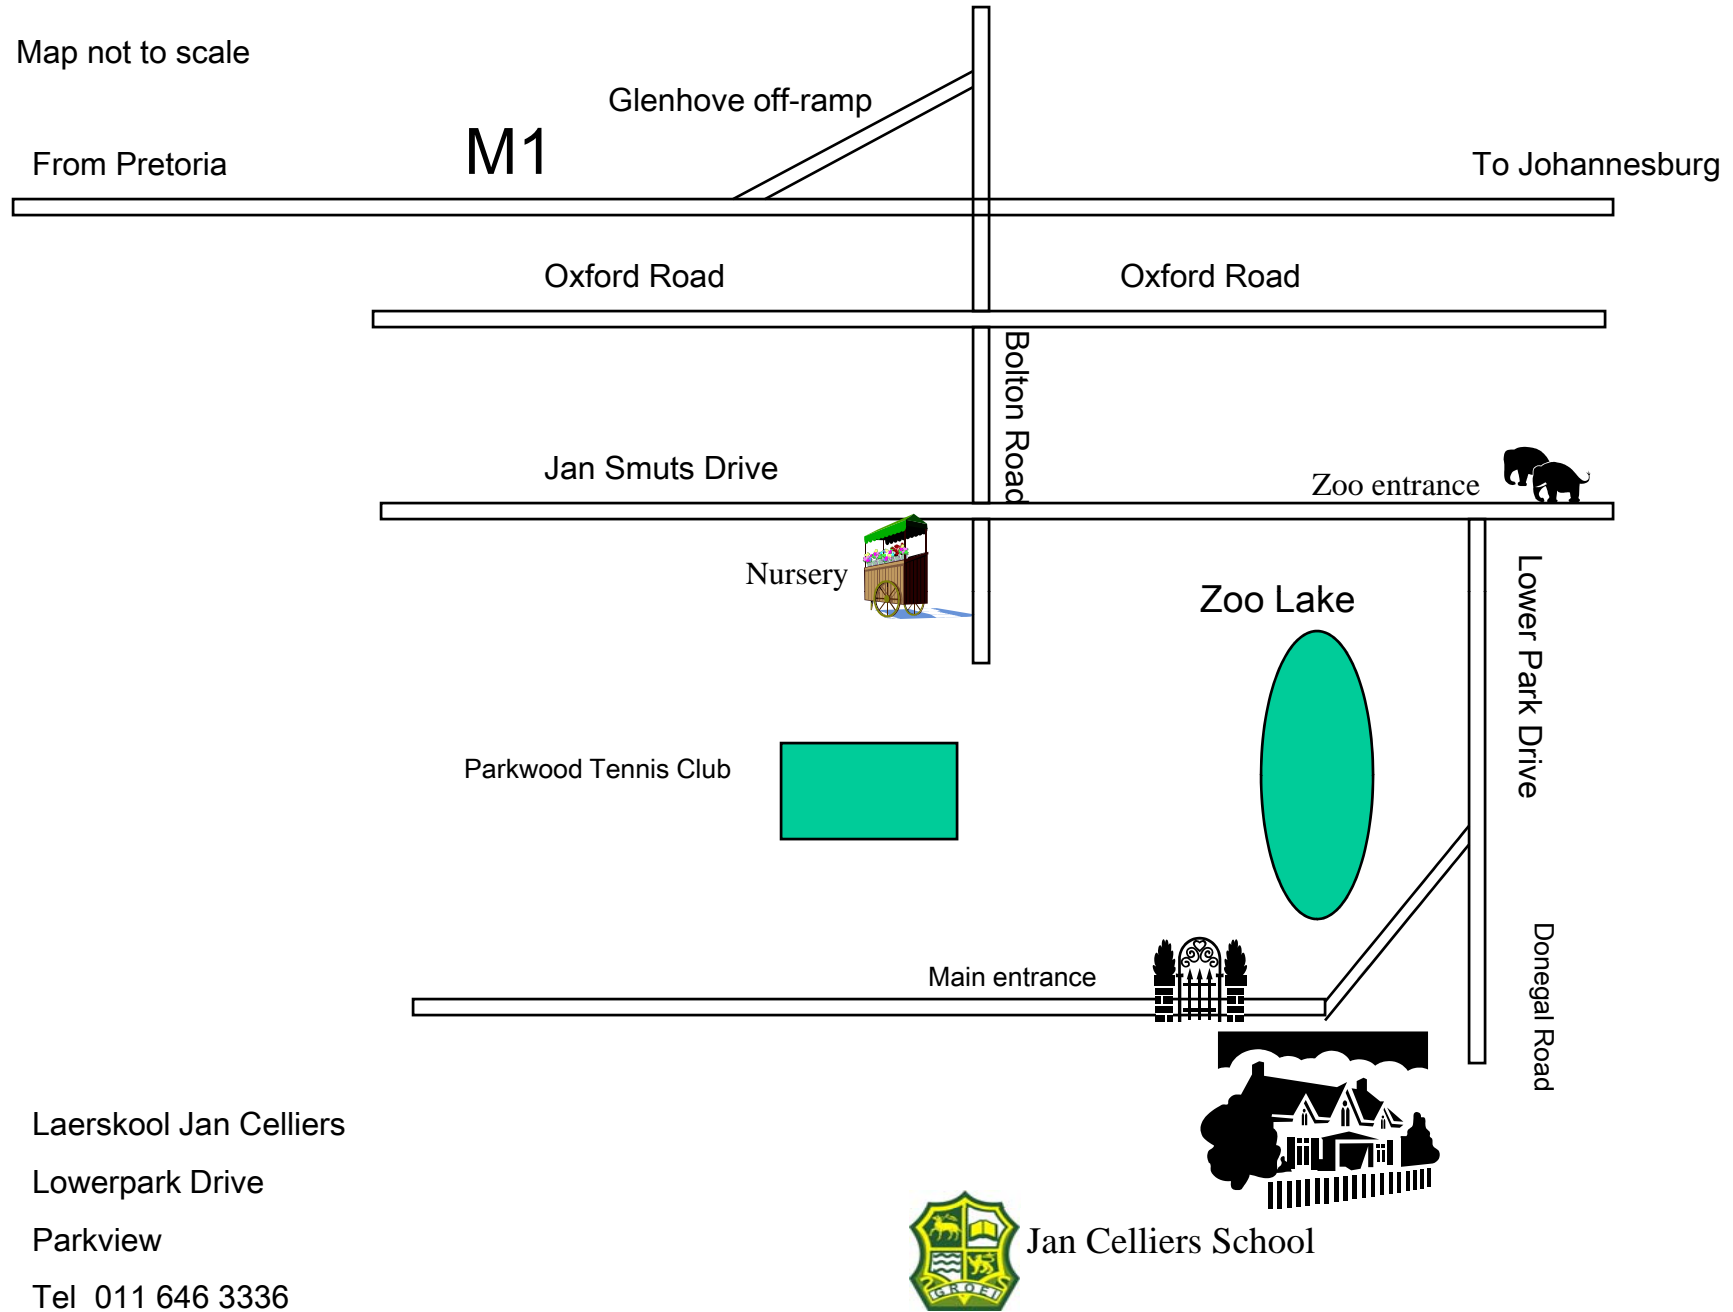 Map not to scale
Glenhove off-ramp
M1
From Pretoria
To Johannesburg
Oxford Road
Oxford Road
Bolton Road
Jan Smuts Drive
Zoo entrance
Nursery
Zoo Lake
Lower Park Drive
Parkwood Tennis Club
Main entrance
Donegal Road
Laerskool Jan Celliers
Lowerpark Drive
Parkview
Tel 011 646 3336
GROEI
Jan Celliers School